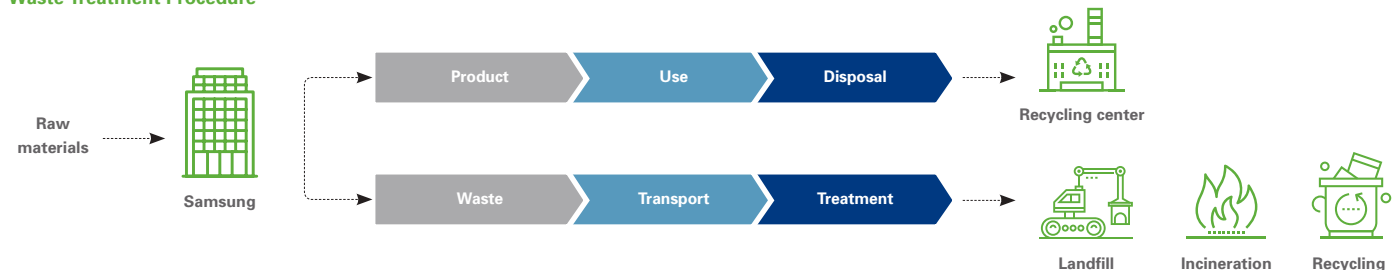 Waste Treatment Procedure
Product
Use
Disposal
Recycling center
Raw
materials
Samsung
Waste
Transport
Treatment
Landfill
Incineration
Recycling